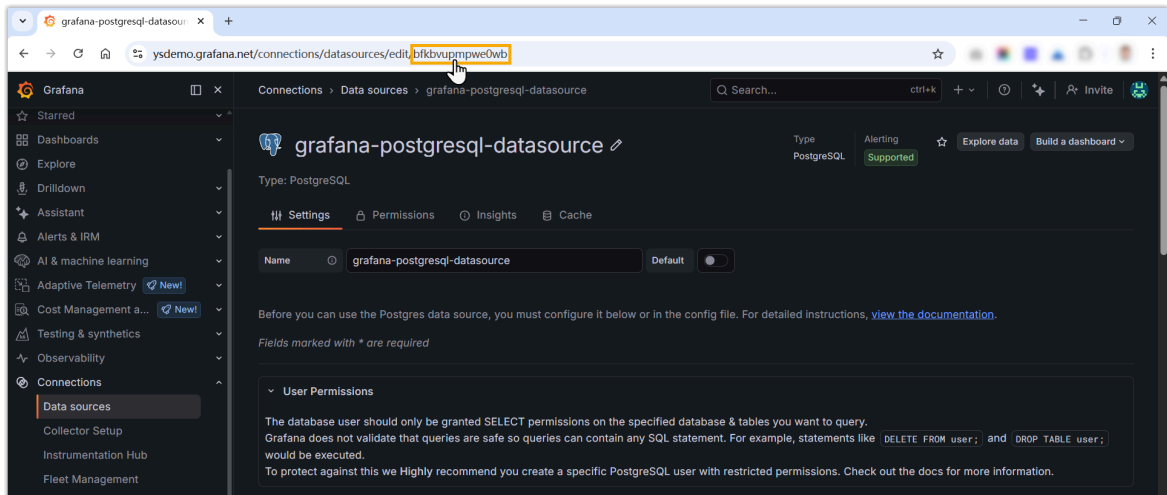 grafana-postgresql-datasour
ysdemo.grafana.net/connections/datasources/edit/bfkbvupmpwe0wb
Grafana
Connections › Data sources › grafana-postgresql-datasource
Search... ctrl+k
Invite
Starred
Dashboards
Explore
Drilldown
Assistant
Alerts & IRM
AI & machine learning
Adaptive Telemetry New!
Cost Management a... New!
Testing & synthetics
Observability
Connections
Data sources
Collector Setup
Instrumentation Hub
Fleet Management
grafana-postgresql-datasource
Type
PostgreSQL
Alerting
Supported
Explore data
Build a dashboard
Type: PostgreSQL
Settings Permissions Insights Cache
Name grafana-postgresql-datasource Default
Before you can use the Postgres data source, you must configure it below or in the config file. For detailed instructions, view the documentation.
Fields marked with * are required
User Permissions
The database user should only be granted SELECT permissions on the specified database & tables you want to query.
Grafana does not validate that queries are safe so queries can contain any SQL statement. For example, statements like DELETE FROM user; and DROP TABLE user;
would be executed.
To protect against this we Highly recommend you create a specific PostgreSQL user with restricted permissions. Check out the docs for more information.